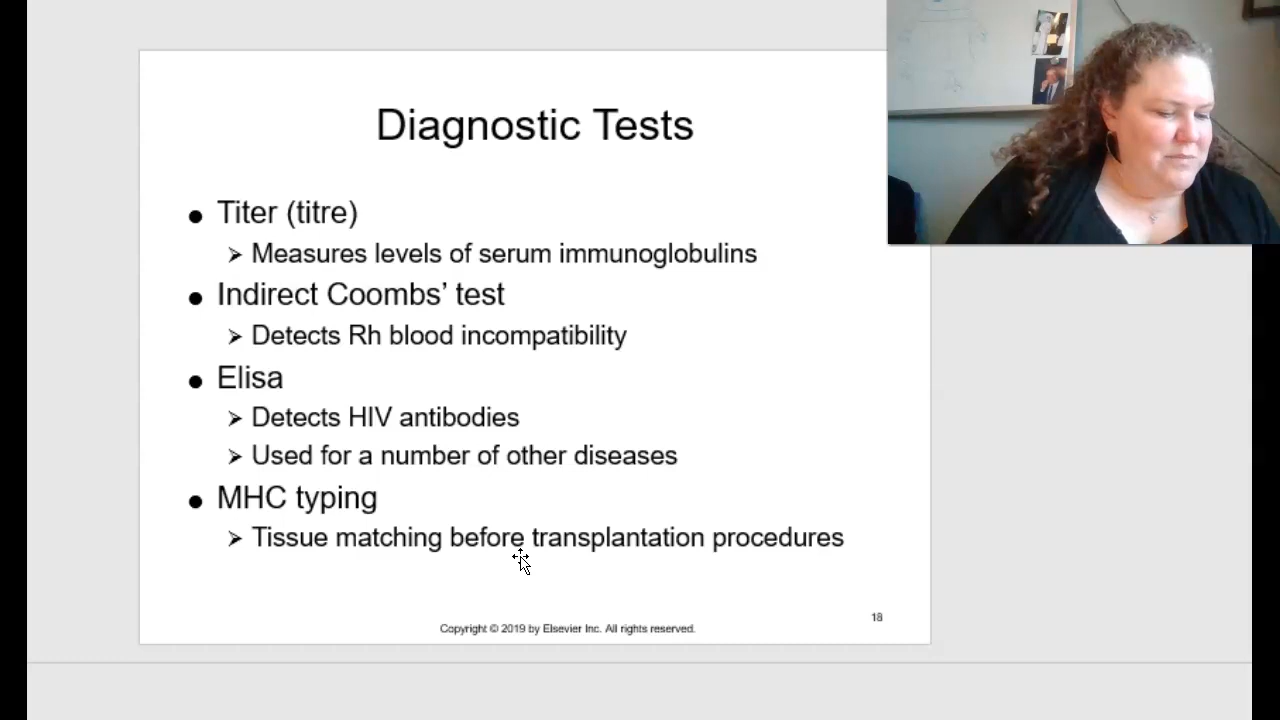 Diagnostic Tests
● Titer (titre)
➢ Measures levels of serum immunoglobulins
● Indirect Coombs’ test
➢ Detects Rh blood incompatibility
● Elisa
➢ Detects HIV antibodies
➢ Used for a number of other diseases
● MHC typing
➢ Tissue matching before transplantation procedures
18
Copyright © 2019 by Elsevier Inc. All rights reserved.